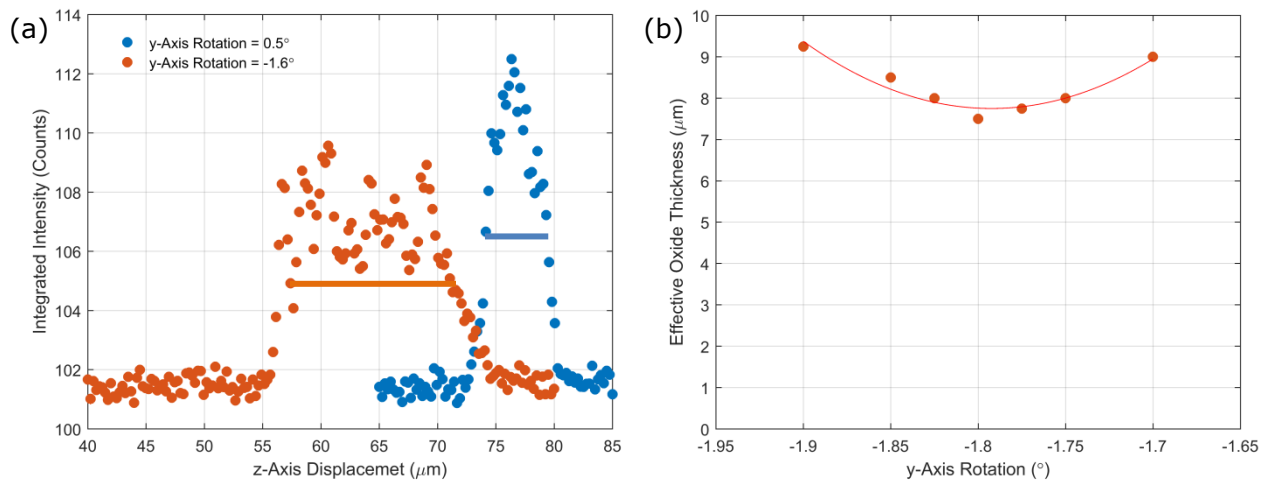 (a)
114
112
110
108
106
104
102
100
Integrated Intensity (Counts)
y-Axis Rotation = 0.5°
y-Axis Rotation = -1.6°
40 45 50 55 60 65 70 75 80 85
z-Axis Displacemet (μm)
(b)
10
9
8
7
6
5
4
3
2
1
0
Effective Oxide Thickness (μm)
-1.95 -1.9 -1.85 -1.8 -1.75 -1.7 -1.65
y-Axis Rotation (°)